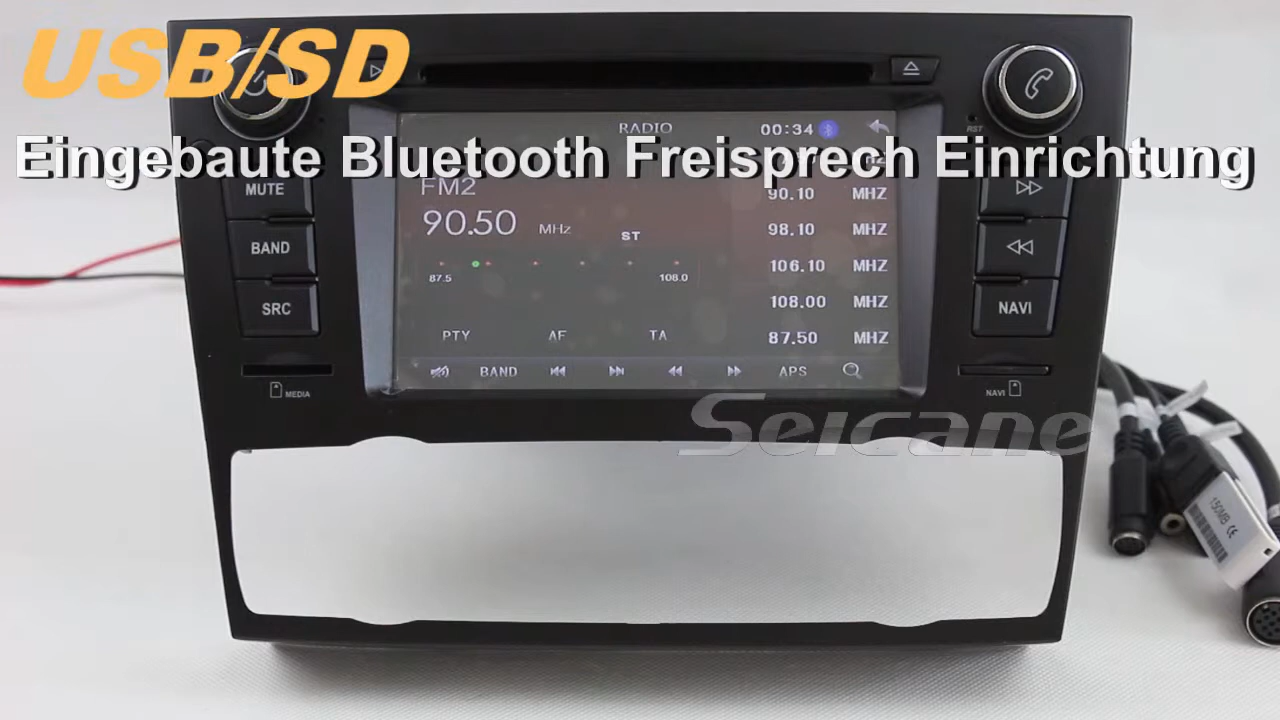 USB/SD
Eingebaute Bluetooth Freisprech Einrichtung
RADIO
00:34
RST
FM2
90.50 MHz
ST
87.5
108.0
90.10 MHZ
98.10 MHZ
106.10 MHZ
108.00 MHZ
87.50 MHZ
PTY AF TA
BAND
APS
MUTE
BAND
SRC
MEDIA
NAVI
NAVI
Seicane
150MB CE